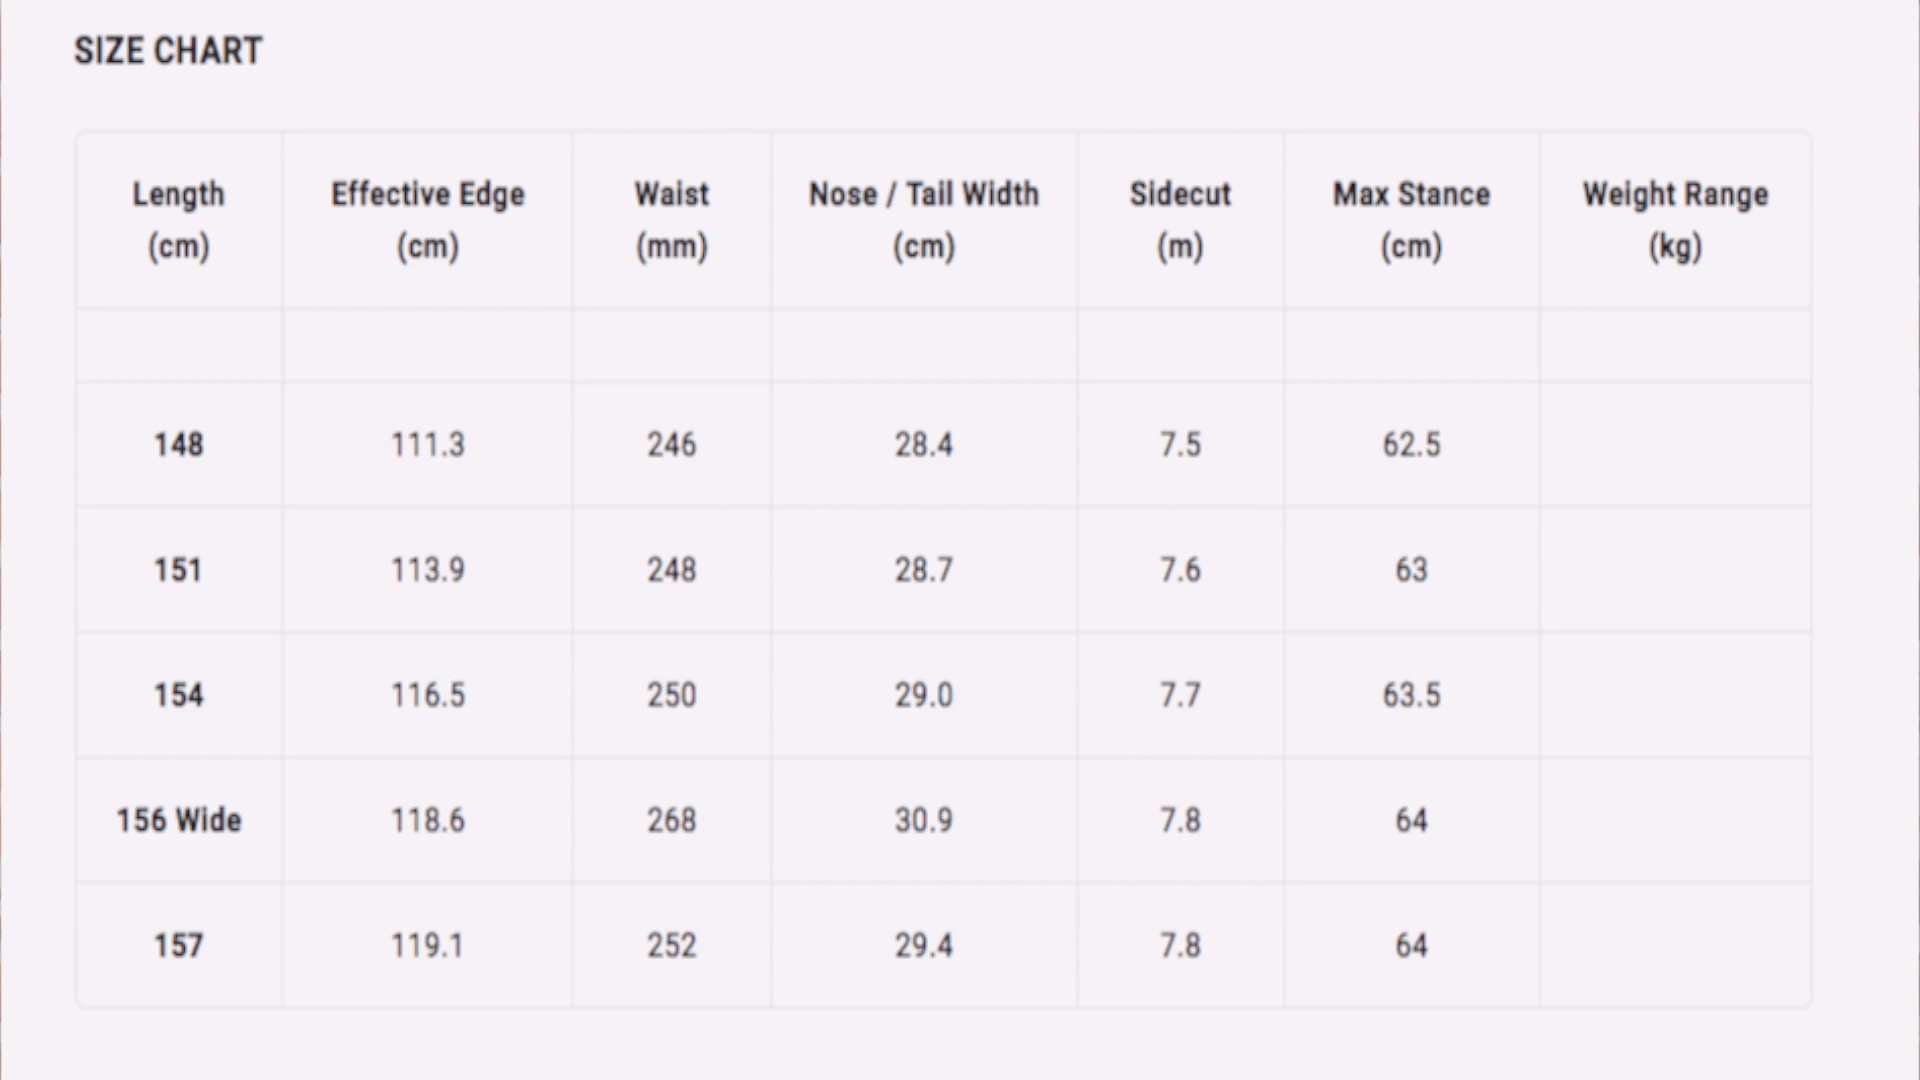 SIZE CHART
Length Effective Edge Waist Nose / Tail Width Sidecut Max Stance Weight Range
(cm) (cm) (mm) (cm) (m) (cm) (kg)
148 111.3 246 28.4 7.5 62.5
151 113.9 248 28.7 7.6 63
154 116.5 250 29.0 7.7 63.5
156 Wide 118.6 268 30.9 7.8 64
157 119.1 252 29.4 7.8 64